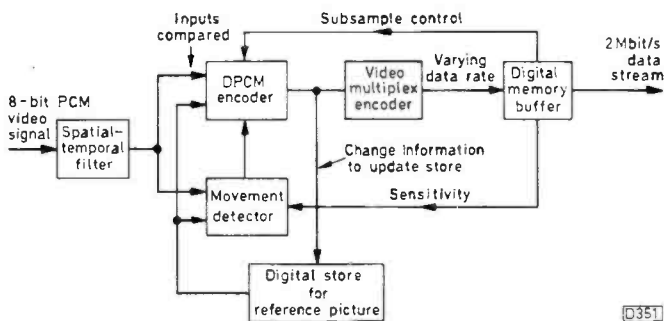 Inputs
compared
Subsample control
8-bit PCM
video
signal
Spatial-
temporal
filter
DPCM
encoder
Video
multiplex
encoder
Varying
data rate
Digital
memory
buffer
2Mbit/s
data
stream
Change information
to update store
Movement
detector
Sensitivity
Digital store
for
reference picture
D351